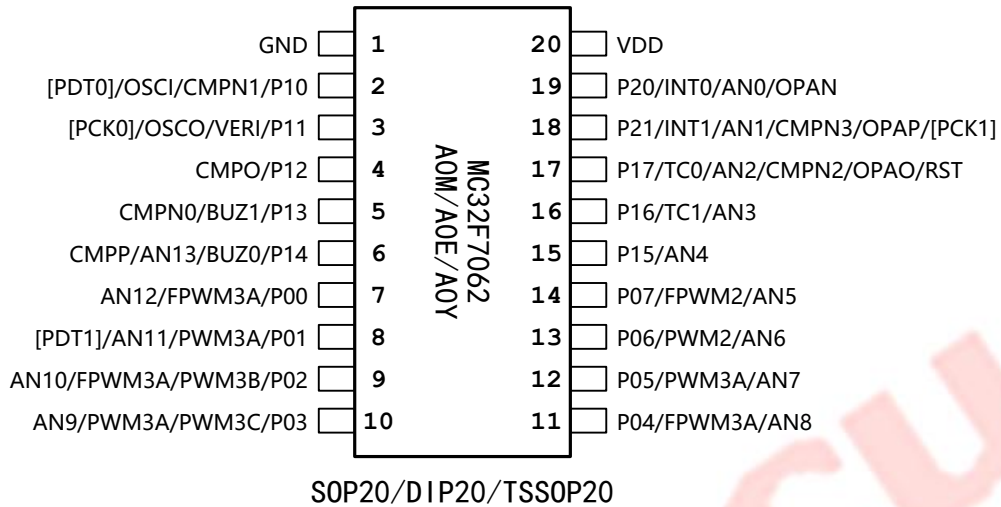 GND 1 20 VDD
[PDT0]/OSCI/CMPN1/P10 2 19 P20/INT0/AN0/OPAN
[PCK0]/OSCO/VERI/P11 3 18 P21/INT1/AN1/CMPN3/OPAP/[PCK1]
CMPO/P12 4 17 P17/TC0/AN2/CMPN2/OPAO/RST
CMPN0/BUZ1/P13 5 16 P16/TC1/AN3
CMPP/AN13/BUZ0/P14 6 15 P15/AN4
AN12/FPWM3A/P00 7 14 P07/FPWM2/AN5
[PDT1]/AN11/PWM3A/P01 8 13 P06/PWM2/AN6
AN10/FPWM3A/PWM3B/P02 9 12 P05/PWM3A/AN7
AN9/PWM3A/PWM3C/P03 10 11 P04/FPWM3A/AN8
MC32F7062
A0M/A0E/A0Y
SOP20/DIP20/TSSOP20